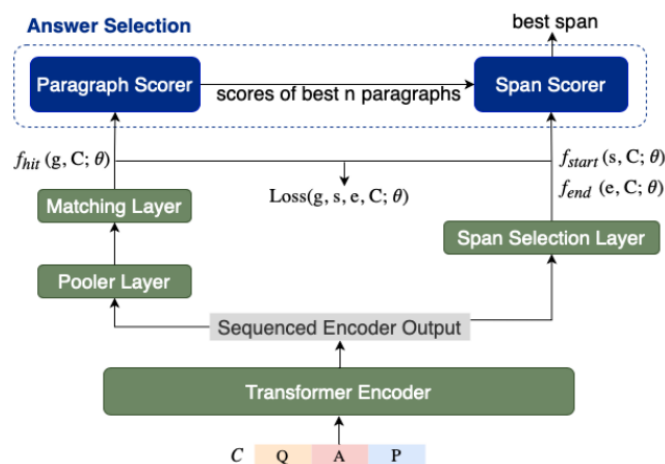 Answer Selection
best span
Paragraph Scorer
scores of best n paragraphs
Span Scorer
f_hit (g, C; θ)
f_start (s, C; θ)
Loss(g, s, e, C; θ)
f_end (e, C; θ)
Matching Layer
Span Selection Layer
Pooler Layer
Sequenced Encoder Output
Transformer Encoder
C Q A P